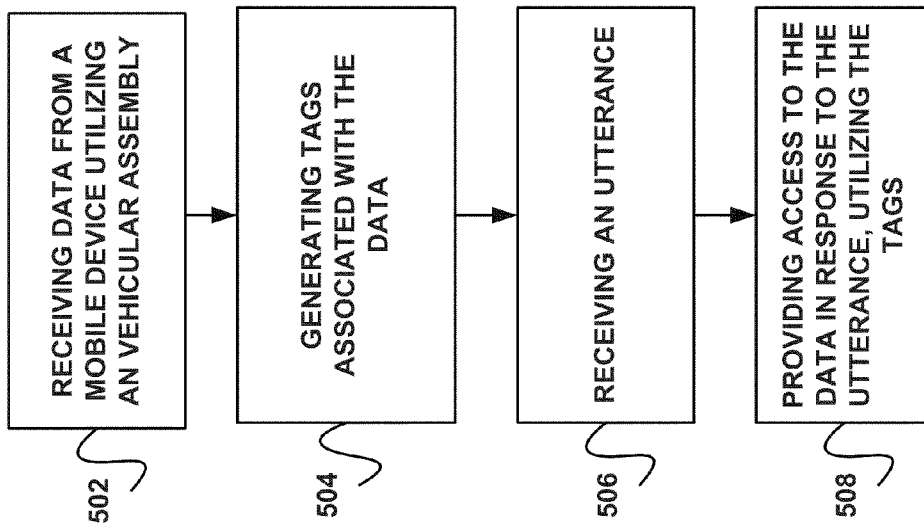 502
RECEIVING DATA FROM A
MOBILE DEVICE UTILIZING
AN VEHICULAR ASSEMBLY
504
GENERATING TAGS
ASSOCIATED WITH THE
DATA
506
RECEIVING AN UTTERANCE
508
PROVIDING ACCESS TO THE
DATA IN RESPONSE TO THE
UTTERANCE, UTILIZING THE
TAGS